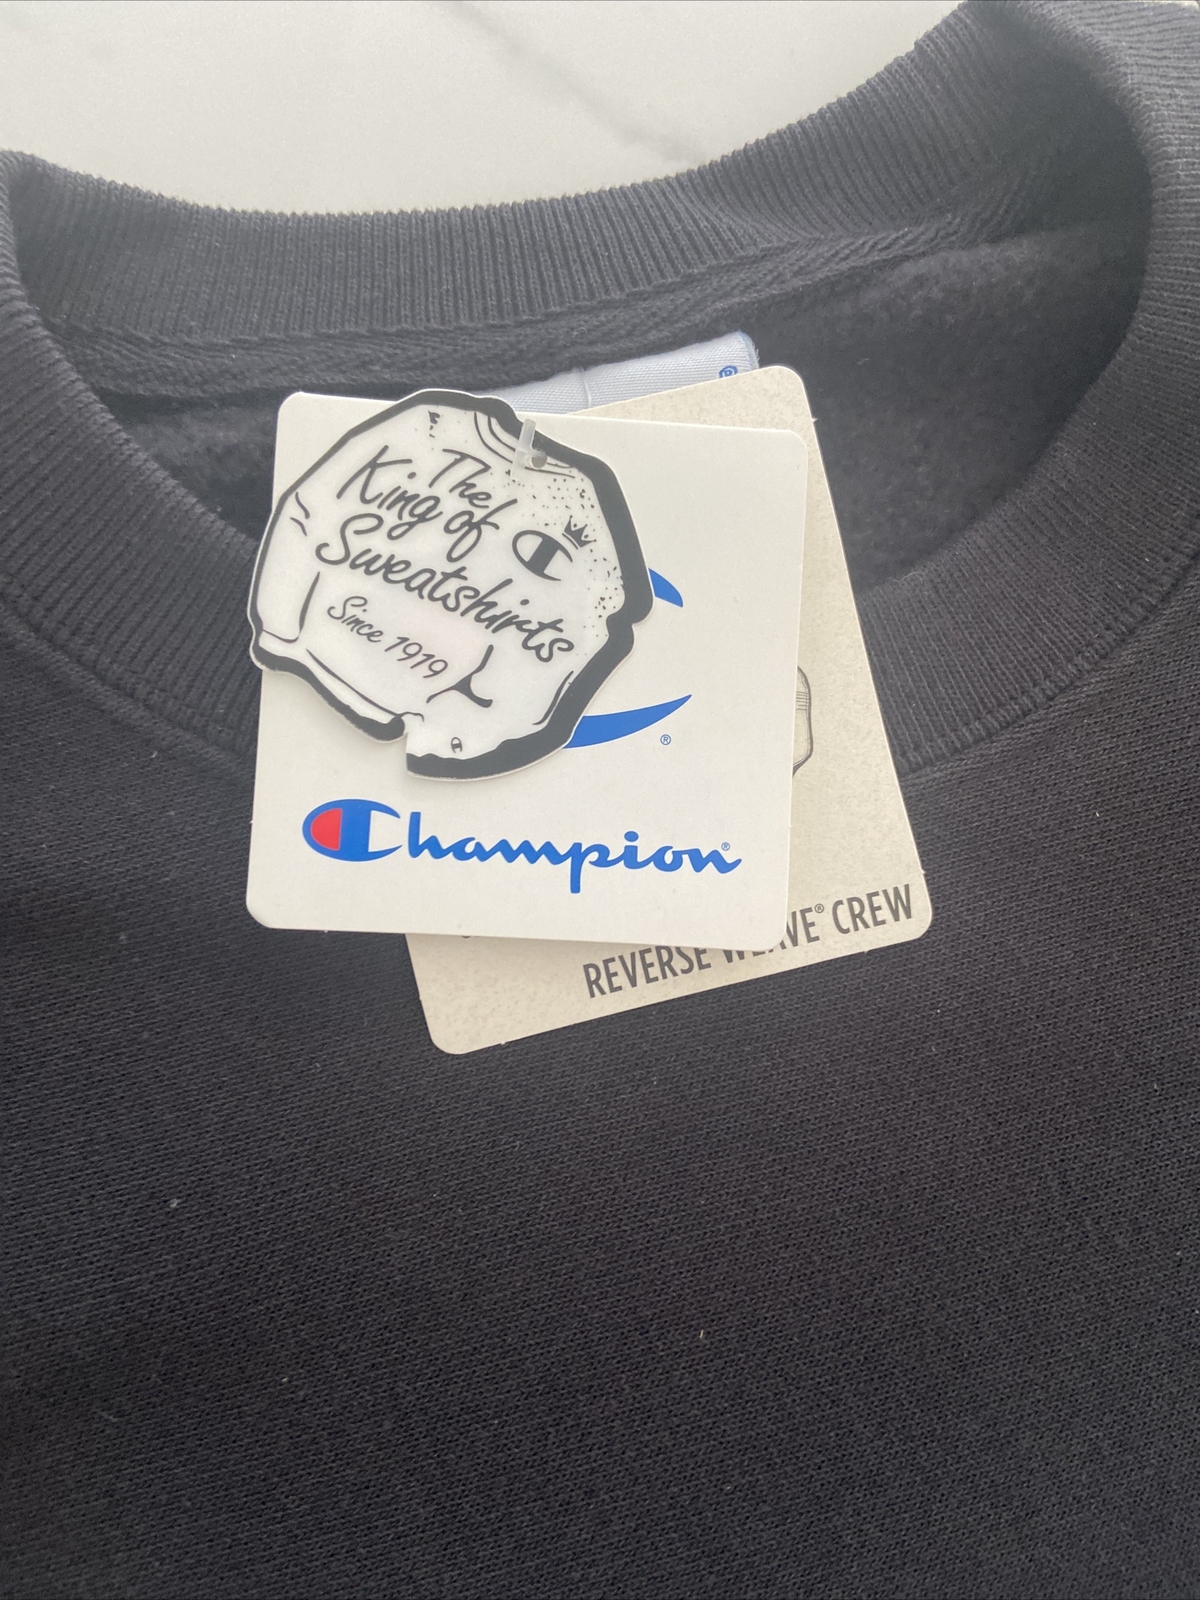 The
King of
Sweatshirts
Since 1919
®
®
Champion®
REVERSE WEAVE® CREW